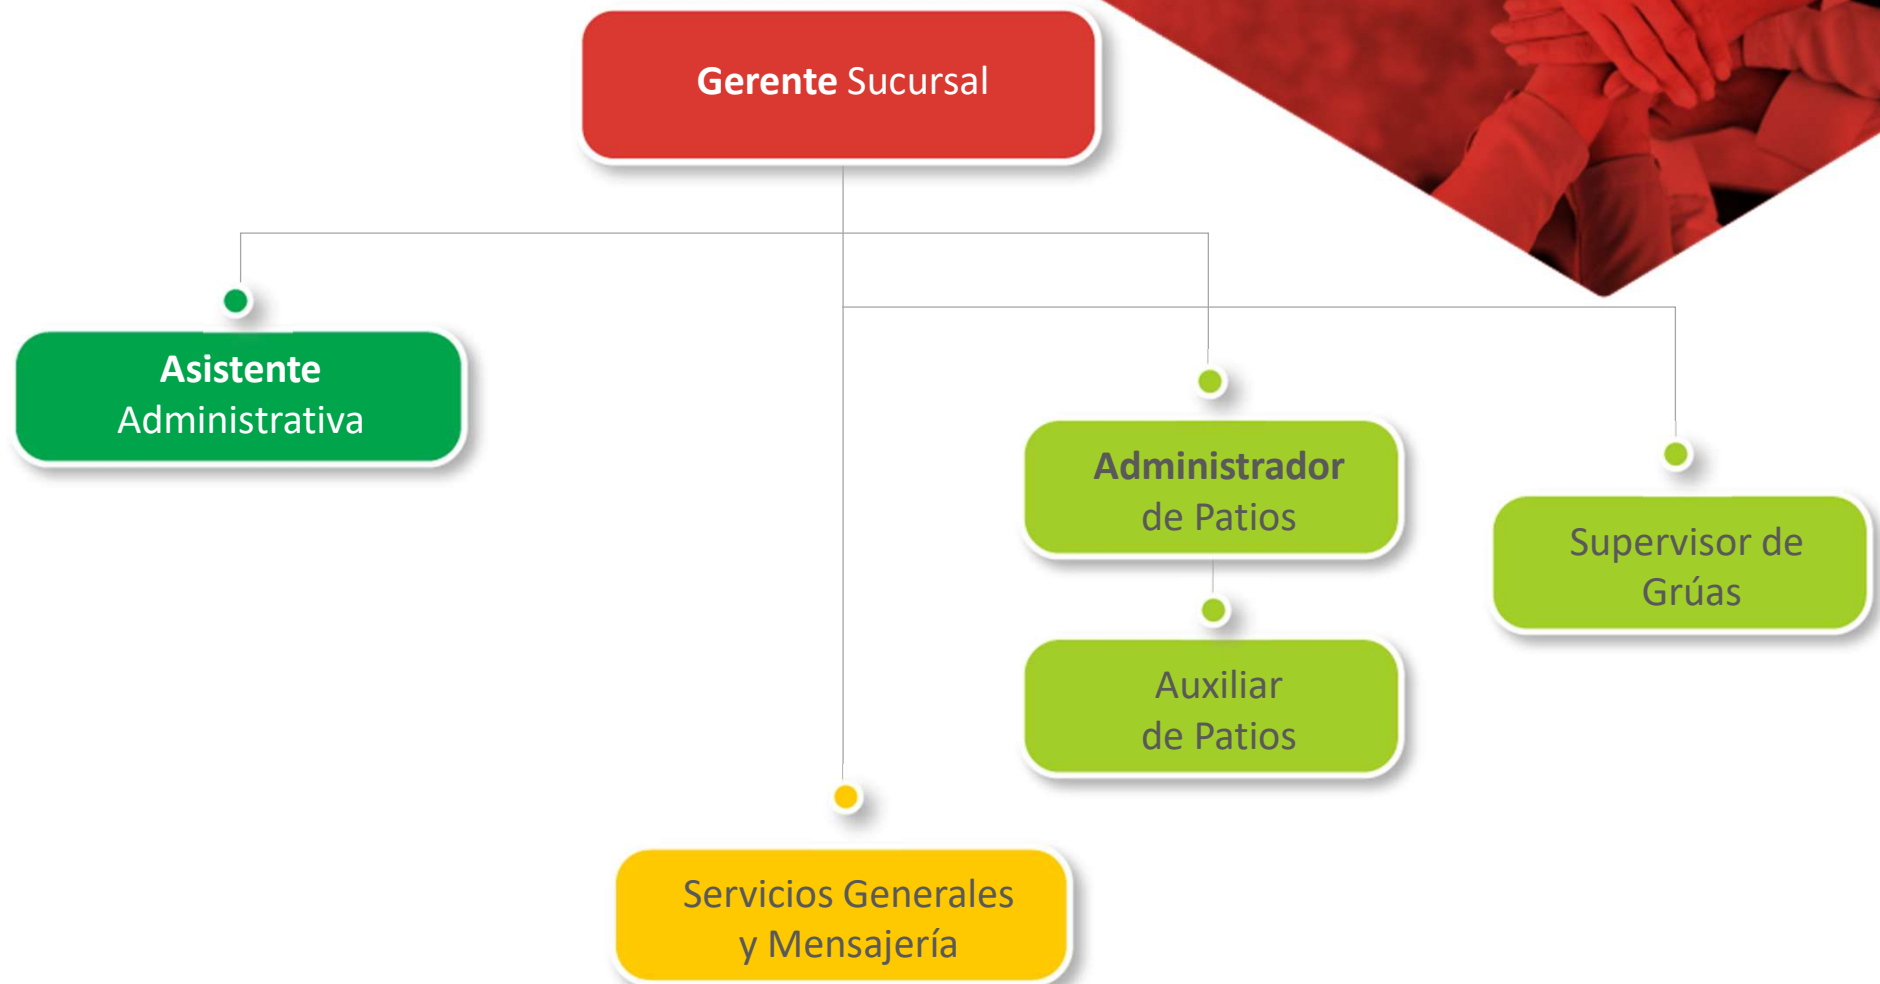 Gerente Sucursal
Asistente
Administrativa
Administrador
de Patios
Supervisor de
Grúas
Auxiliar
de Patios
Servicios Generales
y Mensajería